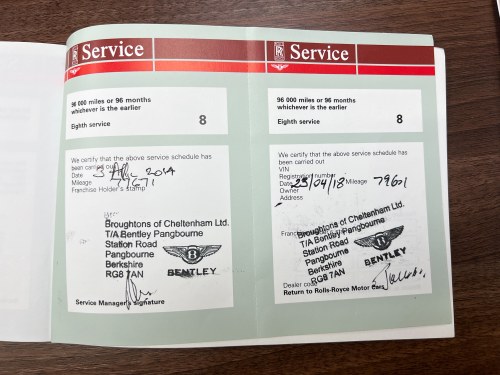 Service
96 000 miles or 96 months
whichever is the earlier
Eighth service 8
We certify that the above service schedule has
been carried out
Date 3
Mileage 79671
Franchise Holder's stamp
Broughtons of Cheltenham Ltd.
T/A Bentley Pangbourne
Station Road
Pangbourne
Berkshire
RG8 7AN
B
BENTLEY
Service Manager's signature
Service
96 000 miles or 96 months
whichever is the earlier
Eighth service 8
We certify that the above service schedule has
been carried out
VIN
Registration number
Date 25/04/18 Mileage
Owner
Address
Broughtons of Cheltenham Ltd.
T/A Bentley Pangbourne
Station Road
Pangbourne
Berkshire
RG8 7AN
B
BENTLEY
Dealer code
Return to Rolls-Royce Motor Cars